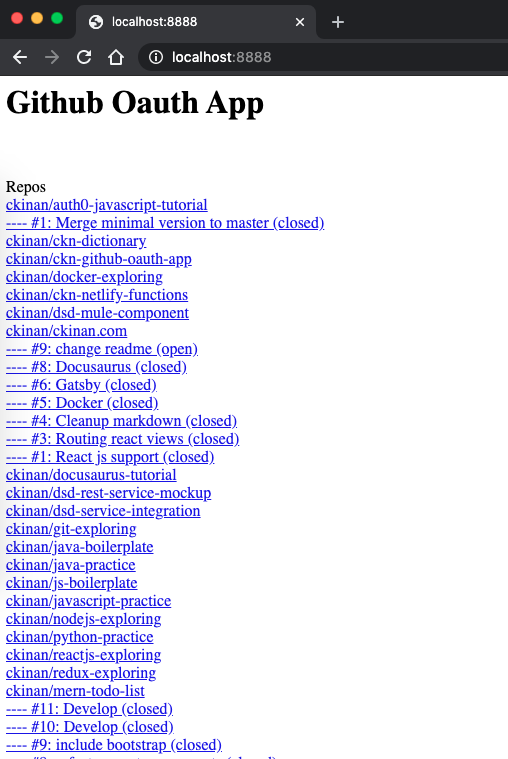 localhost:8888
localhost:8888
Github Oauth App
Repos
ckinan/auth0-javascript-tutorial
---- #1: Merge minimal version to master (closed)
ckinan/ckn-dictionary
ckinan/ckn-github-oauth-app
ckinan/docker-exploring
ckinan/ckn-netlify-functions
ckinan/dsd-mule-component
ckinan/ckinan.com
---- #9: change readme (open)
---- #8: Docusaurus (closed)
---- #6: Gatsby (closed)
---- #5: Docker (closed)
---- #4: Cleanup markdown (closed)
---- #3: Routing react views (closed)
---- #1: React js support (closed)
ckinan/docusaurus-tutorial
ckinan/dsd-rest-service-mockup
ckinan/dsd-service-integration
ckinan/git-exploring
ckinan/java-boilerplate
ckinan/java-practice
ckinan/js-boilerplate
ckinan/javascript-practice
ckinan/nodejs-exploring
ckinan/python-practice
ckinan/reactjs-exploring
ckinan/redux-exploring
ckinan/mern-todo-list
---- #11: Develop (closed)
---- #10: Develop (closed)
---- #9: include bootstrap (closed)